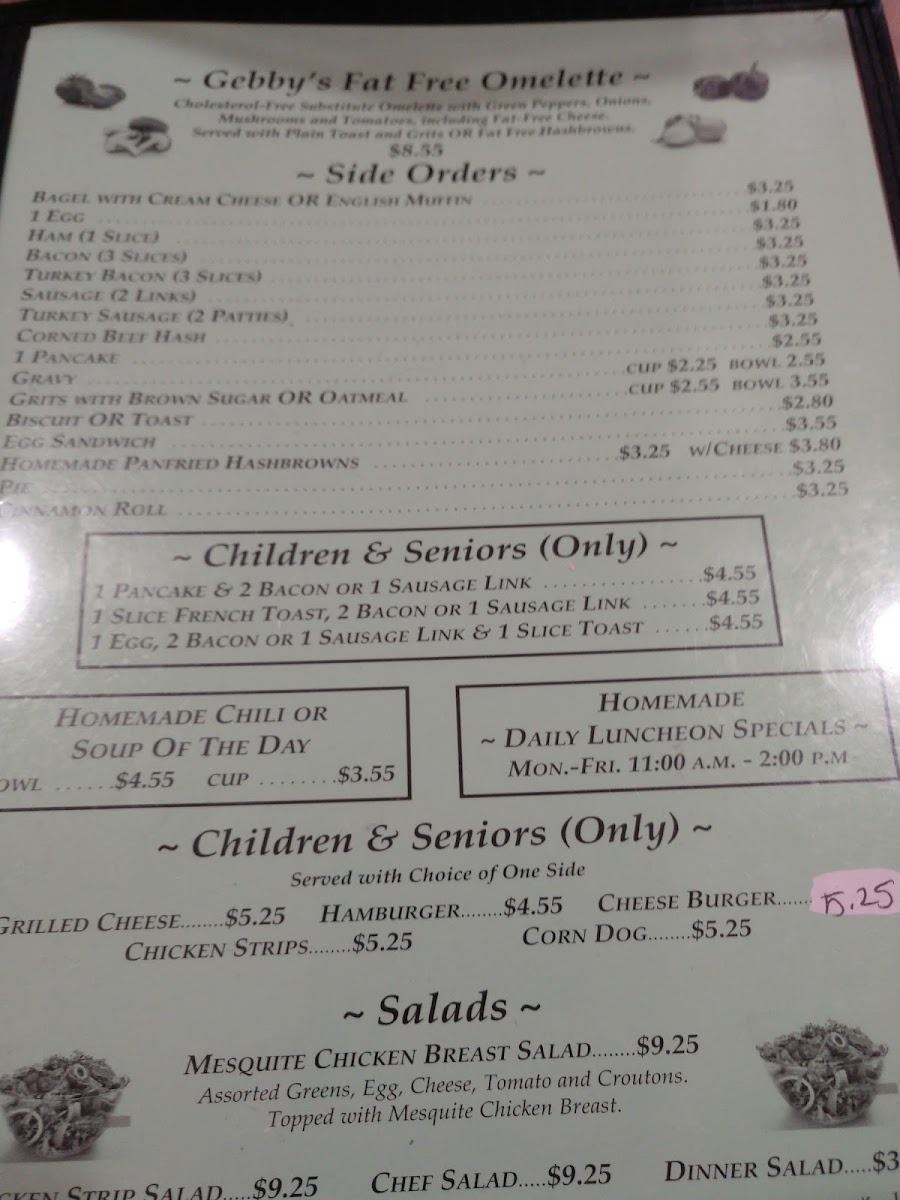 ~ Gebby's Fat Free Omelette ~
Cholesterol-Free Substitute Omelette with Green Peppers, Onions,
Mushrooms and Tomatoes, including Fat-Free Cheese.
Served with Plain Toast and Grits OR Fat Free Hashbrowns.
$8.55
~ Side Orders ~
BAGEL WITH CREAM CHEESE OR ENGLISH MUFFIN $3.25
1 EGG $1.80
HAM (1 SLICE) $3.25
BACON (3 SLICES) $3.25
TURKEY BACON (3 SLICES) $3.25
SAUSAGE (2 LINKS) $3.25
TURKEY SAUSAGE (2 PATTIES) $3.25
CORNED BEEF HASH $3.25
1 PANCAKE $2.55
GRAVY CUP $2.25 BOWL 2.55
GRITS WITH BROWN SUGAR OR OATMEAL CUP $2.55 BOWL 3.55
BISCUIT OR TOAST $2.80
EGG SANDWICH $3.55
HOMEMADE PANFRIED HASHBROWNS $3.25 W/CHEESE $3.80
PIE $3.25
CINNAMON ROLL $3.25
~ Children & Seniors (Only) ~
1 PANCAKE & 2 BACON OR 1 SAUSAGE LINK $4.55
1 SLICE FRENCH TOAST, 2 BACON OR 1 SAUSAGE LINK $4.55
1 EGG, 2 BACON OR 1 SAUSAGE LINK & 1 SLICE TOAST $4.55
HOMEMADE CHILI OR
SOUP OF THE DAY
OWL ......$4.55 CUP ........$3.55
HOMEMADE
~ DAILY LUNCHEON SPECIALS ~
MON.-FRI. 11:00 A.M. - 2:00 P.M
~ Children & Seniors (Only) ~
Served with Choice of One Side
GRILLED CHEESE........$5.25 HAMBURGER........$4.55 CHEESE BURGER...... 5.25
CHICKEN STRIPS........$5.25 CORN DOG........$5.25
~ Salads ~
MESQUITE CHICKEN BREAST SALAD........$9.25
Assorted Greens, Egg, Cheese, Tomato and Croutons.
Topped with Mesquite Chicken Breast.
CKEN STRIP SALAD.....$9.25 CHEF SALAD.....$9.25 DINNER SALAD.....$3